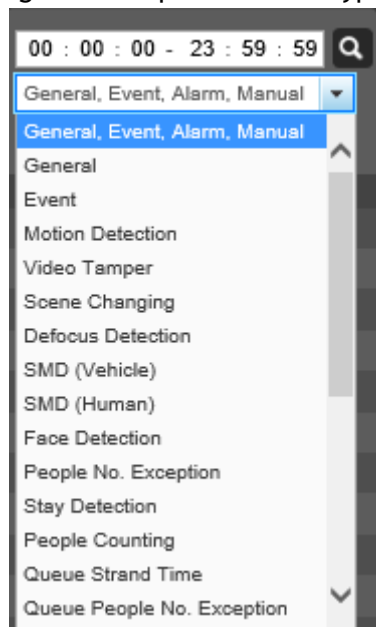 00 : 00 : 00 - 23 : 59 : 59
General, Event, Alarm, Manual
General, Event, Alarm, Manual
General
Event
Motion Detection
Video Tamper
Scene Changing
Defocus Detection
SMD (Vehicle)
SMD (Human)
Face Detection
People No. Exception
Stay Detection
People Counting
Queue Strand Time
Queue People No. Exception